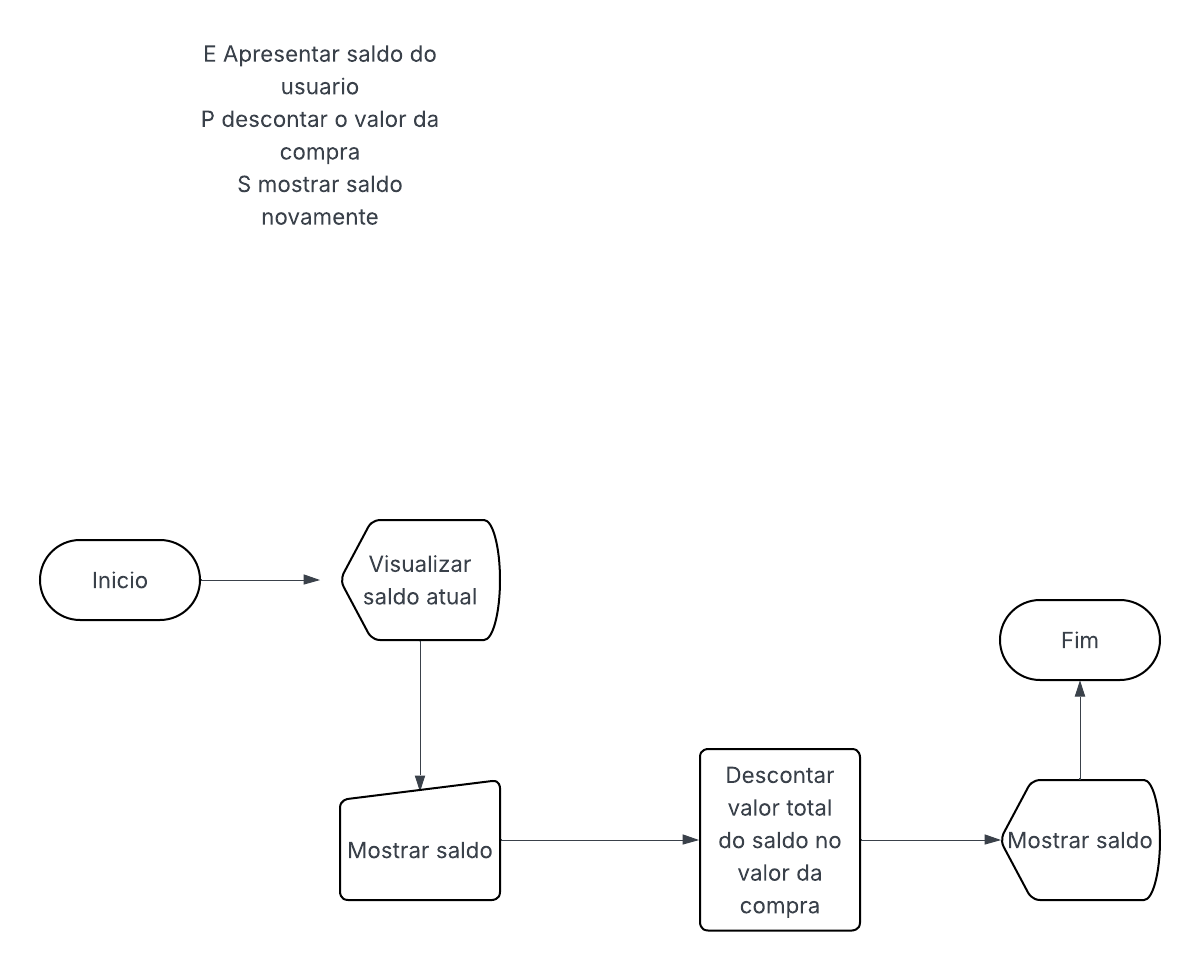 E Apresentar saldo do
usuario
P descontar o valor da
compra
S mostrar saldo
novamente
Inicio
Visualizar
saldo atual
Mostrar saldo
Descontar
valor total
do saldo no
valor da
compra
Mostrar saldo
Fim